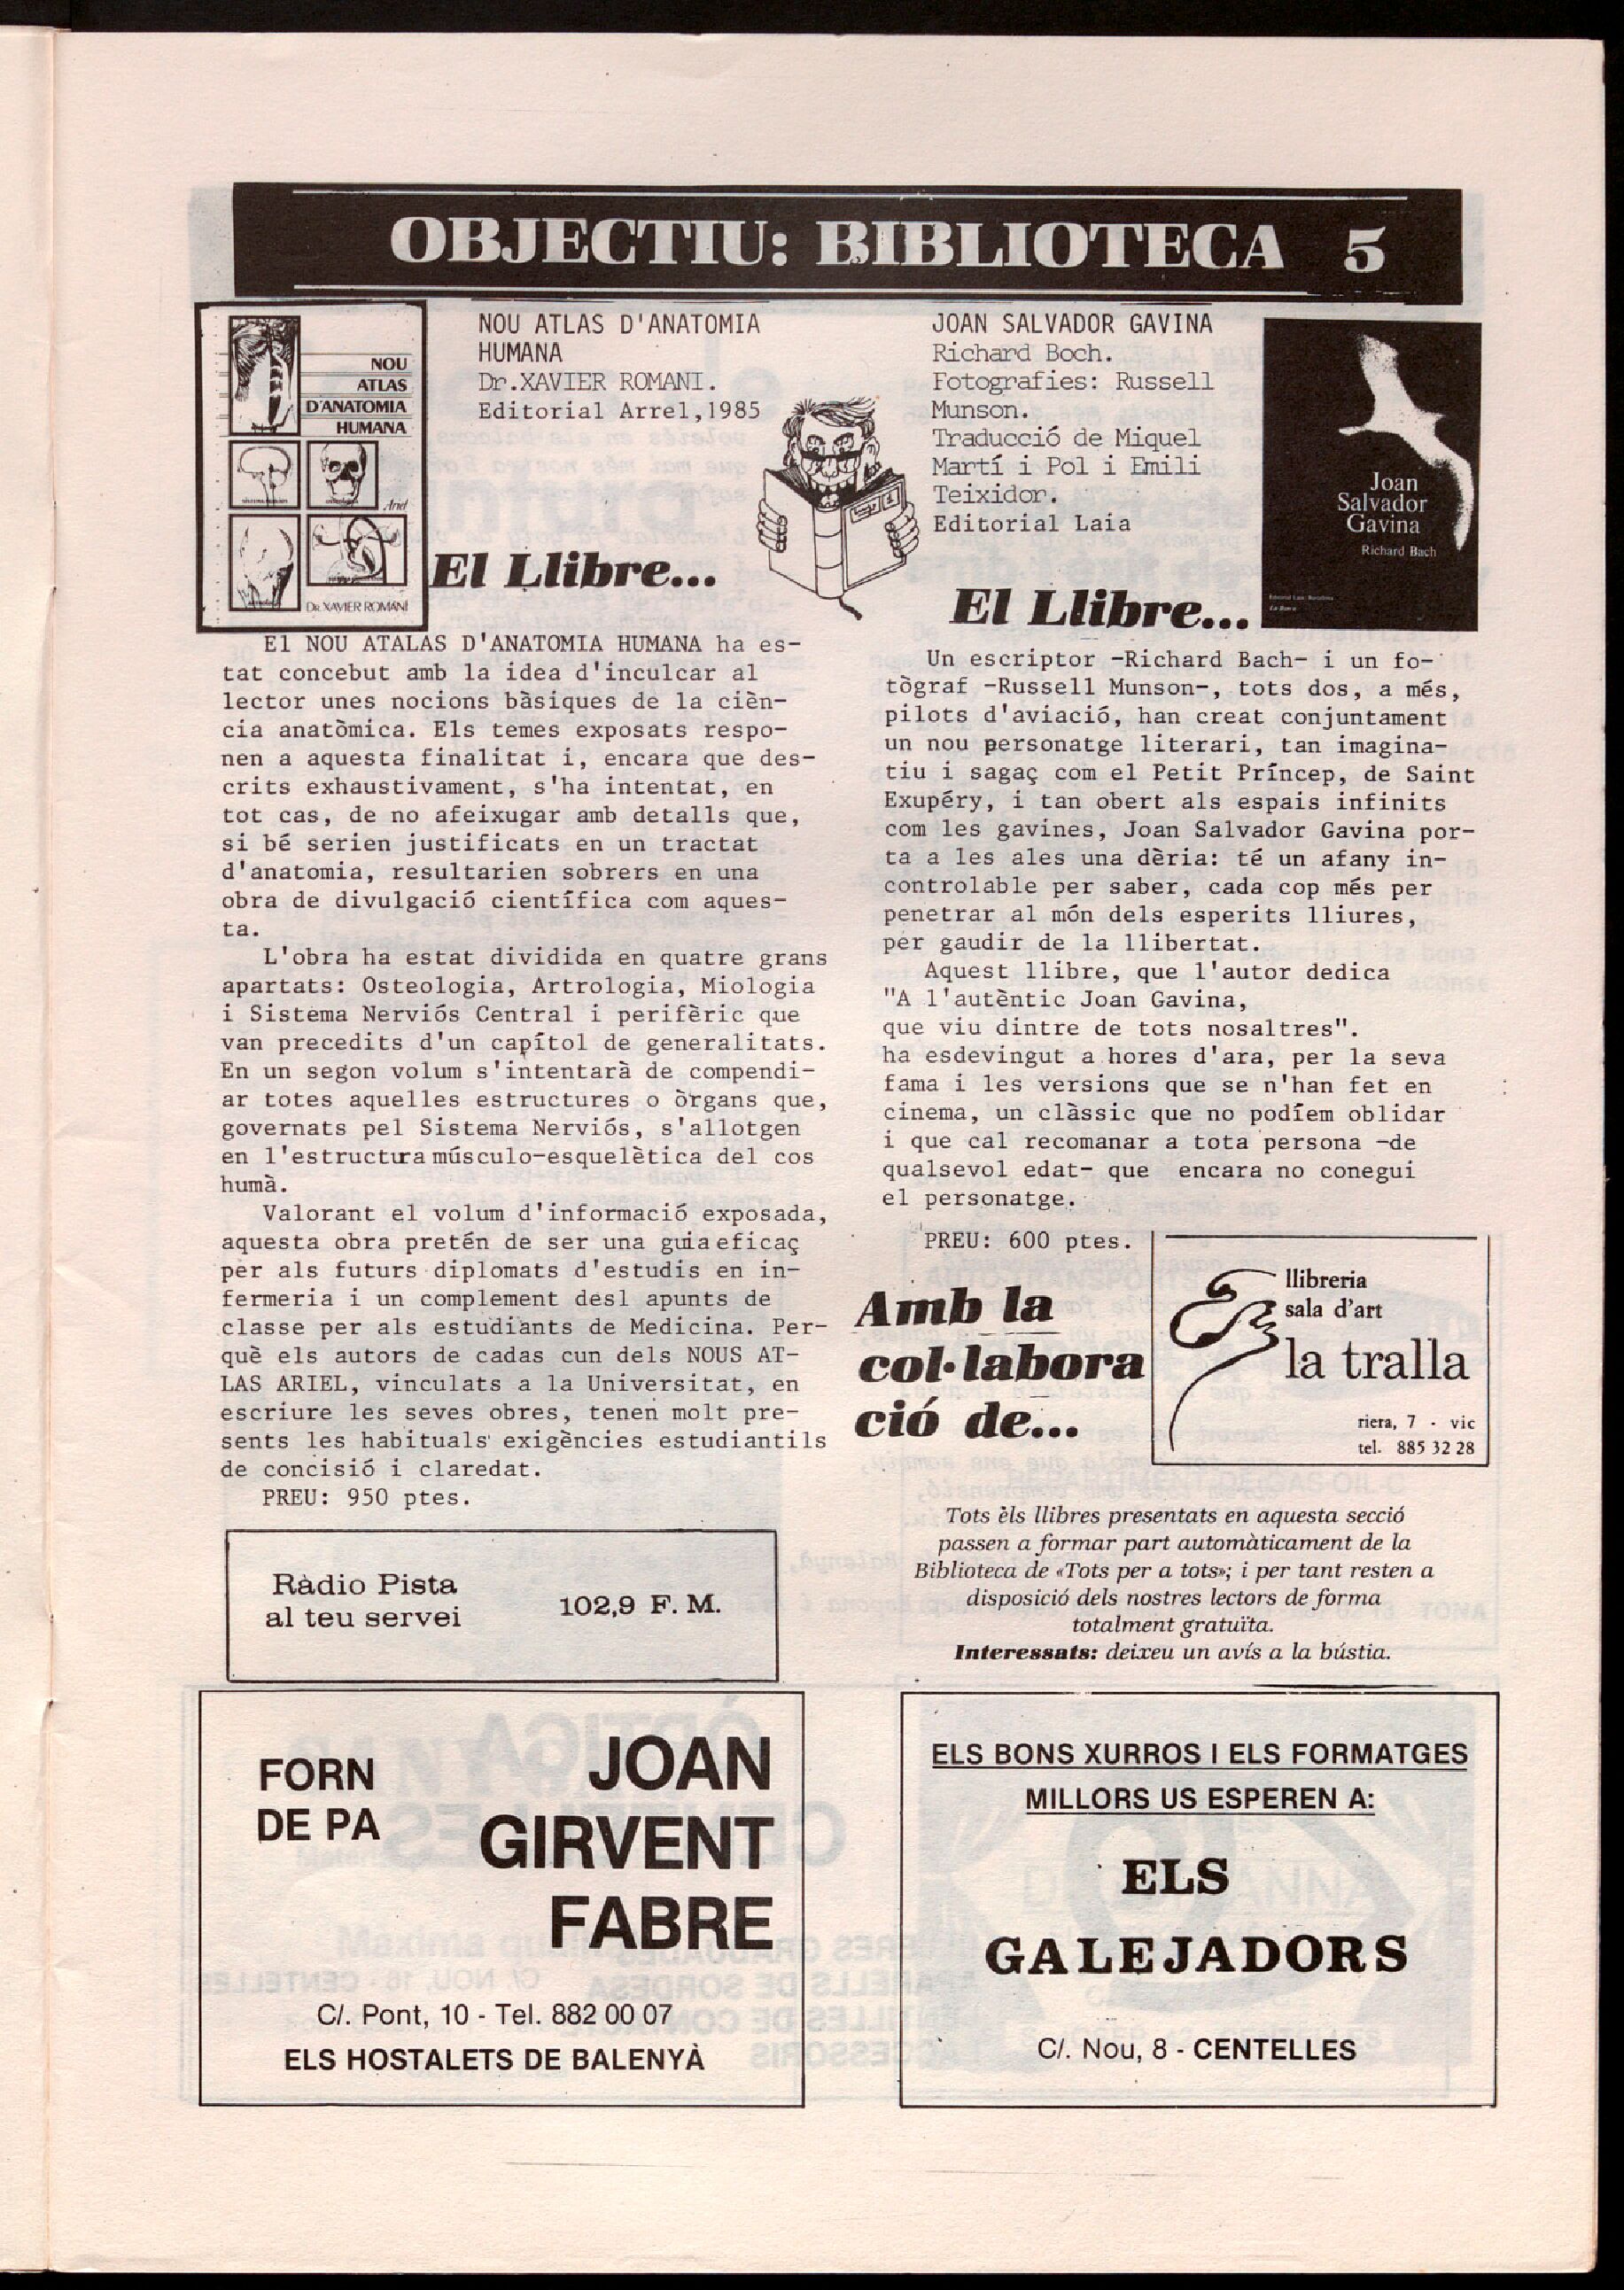 OBJECTIU: BIBLIOTECA 5
NOU
ATLAS
D'ANATOMIA
HUMANA
Ariel
Dr. XAVIER ROMANÍ
NOU ATLAS D'ANATOMIA
HUMANA
Dr.XAVIER ROMANI.
Editorial Arrel,1985
El Llibre...
El NOU ATALAS D'ANATOMIA HUMANA ha es-
tat concebut amb la idea d'inculcar al
lector unes nocions bàsiques de la cièn-
cia anatòmica. Els temes exposats respo-
nen a aquesta finalitat i, encara que des-
crits exhaustivament, s'ha intentat, en
tot cas, de no afeixugar amb detalls que,
si bé serien justificats en un tractat
d'anatomia, resultarien sobrers en una
obra de divulgació científica com aques-
ta.
L'obra ha estat dividida en quatre grans
apartats: Osteologia, Artrologia, Miologia
i Sistema Nerviós Central i perifèric que
van precedits d'un capítol de generalitats.
En un segon volum s'intentarà de compendi-
ar totes aquelles estructures o òrgans que,
governats pel Sistema Nerviós, s'allotgen
en l'estructura músculo-esquelètica del cos
humà.
Valorant el volum d'informació exposada,
aquesta obra pretén de ser una guia eficaç
per als futurs diplomats d'estudis en in-
fermeria i un complement desl apunts de
classe per als estudiants de Medicina. Per-
què els autors de cadas cun dels NOUS AT-
LAS ARIEL, vinculats a la Universitat, en
escriure les seves obres, tenen molt pre-
sents les habituals exigències estudiantils
de concisió i claredat.
PREU: 950 ptes.
JOAN SALVADOR GAVINA
Richard Boch.
Fotografies: Russell
Munson.
Traducció de Miquel
Martí i Pol i Emili
Teixidor.
Editorial Laia
Joan
Salvador
Gavina
Richard Bach
El Llibre...
Un escriptor -Richard Bach- i un fo-
tògraf -Russell Munson-, tots dos, a més,
pilots d'aviació, han creat conjuntament
un nou personatge literari, tan imagina-
tiu i sagaç com el Petit Príncep, de Saint
Exupéry, i tan obert als espais infinits
com les gavines, Joan Salvador Gavina por-
ta a les ales una dèria: té un afany in-
controlable per saber, cada cop més per
penetrar al món dels esperits lliures,
per gaudir de la llibertat.
Aquest llibre, que l'autor dedica
"A l'autèntic Joan Gavina,
que viu dintre de tots nosaltres".
ha esdevingut a hores d'ara, per la seva
fama i les versions que se n'han fet en
cinema, un clàssic que no podíem oblidar
i que cal recomanar a tota persona -de
qualsevol edat- que encara no conegui
el personatge.
PREU: 600 ptes.
Amb la
col·labora
ció de...
llibreria
sala d'art
la tralla
riera, 7 - vic
tel. 885 32 28
Tots èls llibres presentats en aquesta secció
passen a formar part automàticament de la
Biblioteca de «Tots per a tots»; i per tant resten a
disposició dels nostres lectors de forma
totalment gratuïta.
Interessats: deixeu un avís a la bústia.
Ràdio Pista
al teu servei
102,9 F. M.
FORN
DE PA
JOAN
GIRVENT
FABRE
C/. Pont, 10 - Tel. 882 00 07
ELS HOSTALETS DE BALENYÀ
ELS BONS XURROS I ELS FORMATGES
MILLORS US ESPEREN A:
ELS
GALEJADORS
C/. Nou, 8 - CENTELLES